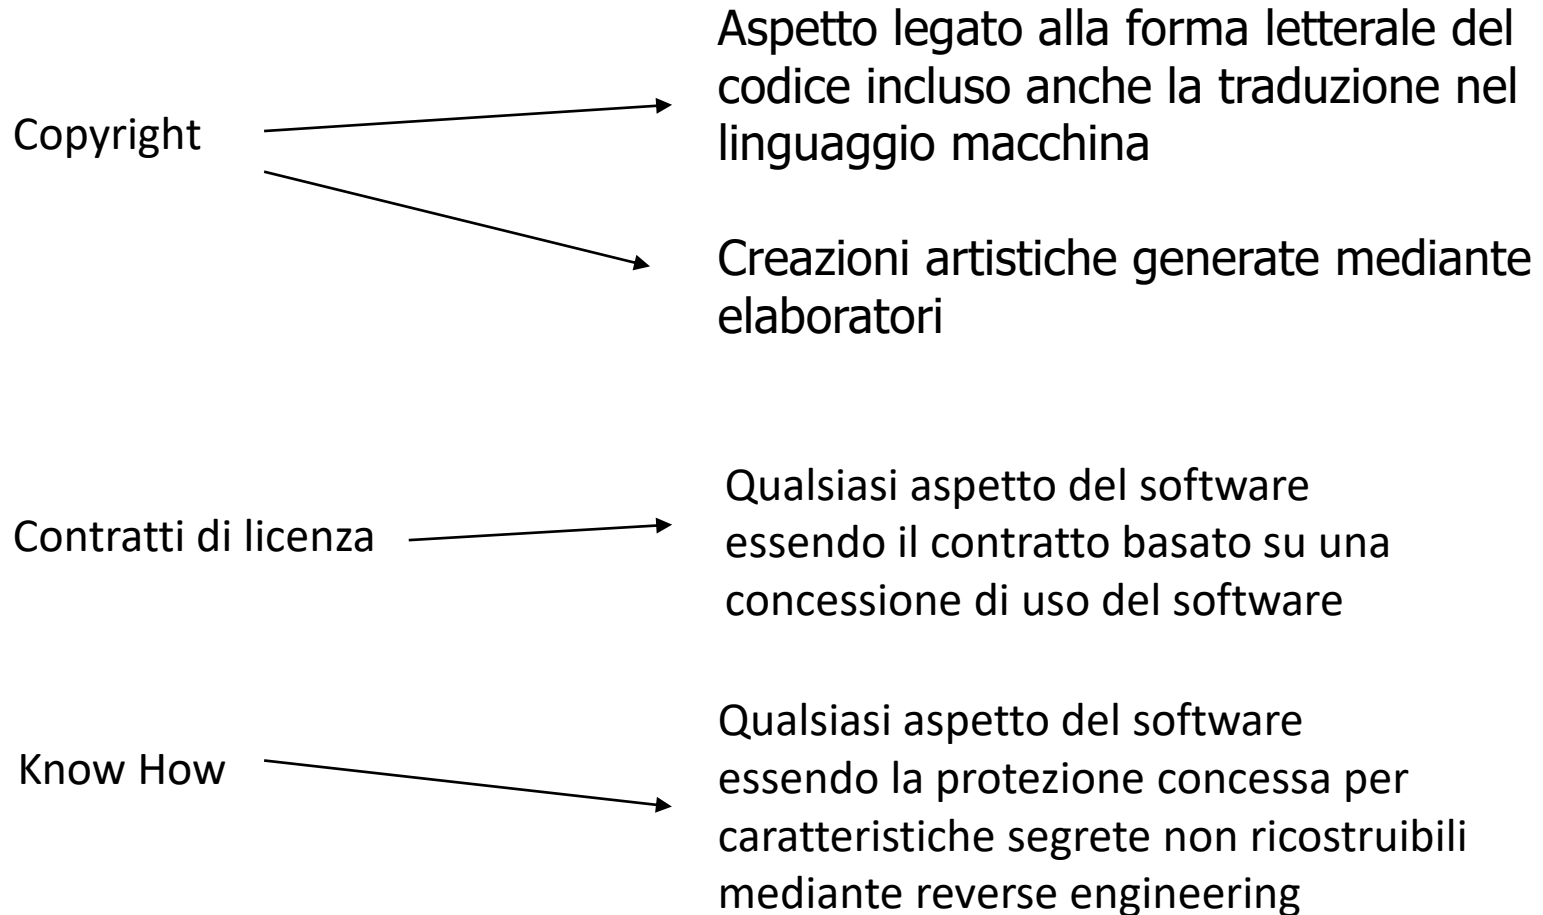 Copyright
Aspetto legato alla forma letterale del
codice incluso anche la traduzione nel
linguaggio macchina
Creazioni artistiche generate mediante
elaboratori
Contratti di licenza
Qualsiasi aspetto del software
essendo il contratto basato su una
concessione di uso del software
Know How
Qualsiasi aspetto del software
essendo la protezione concessa per
caratteristiche segrete non ricostruibili
mediante reverse engineering